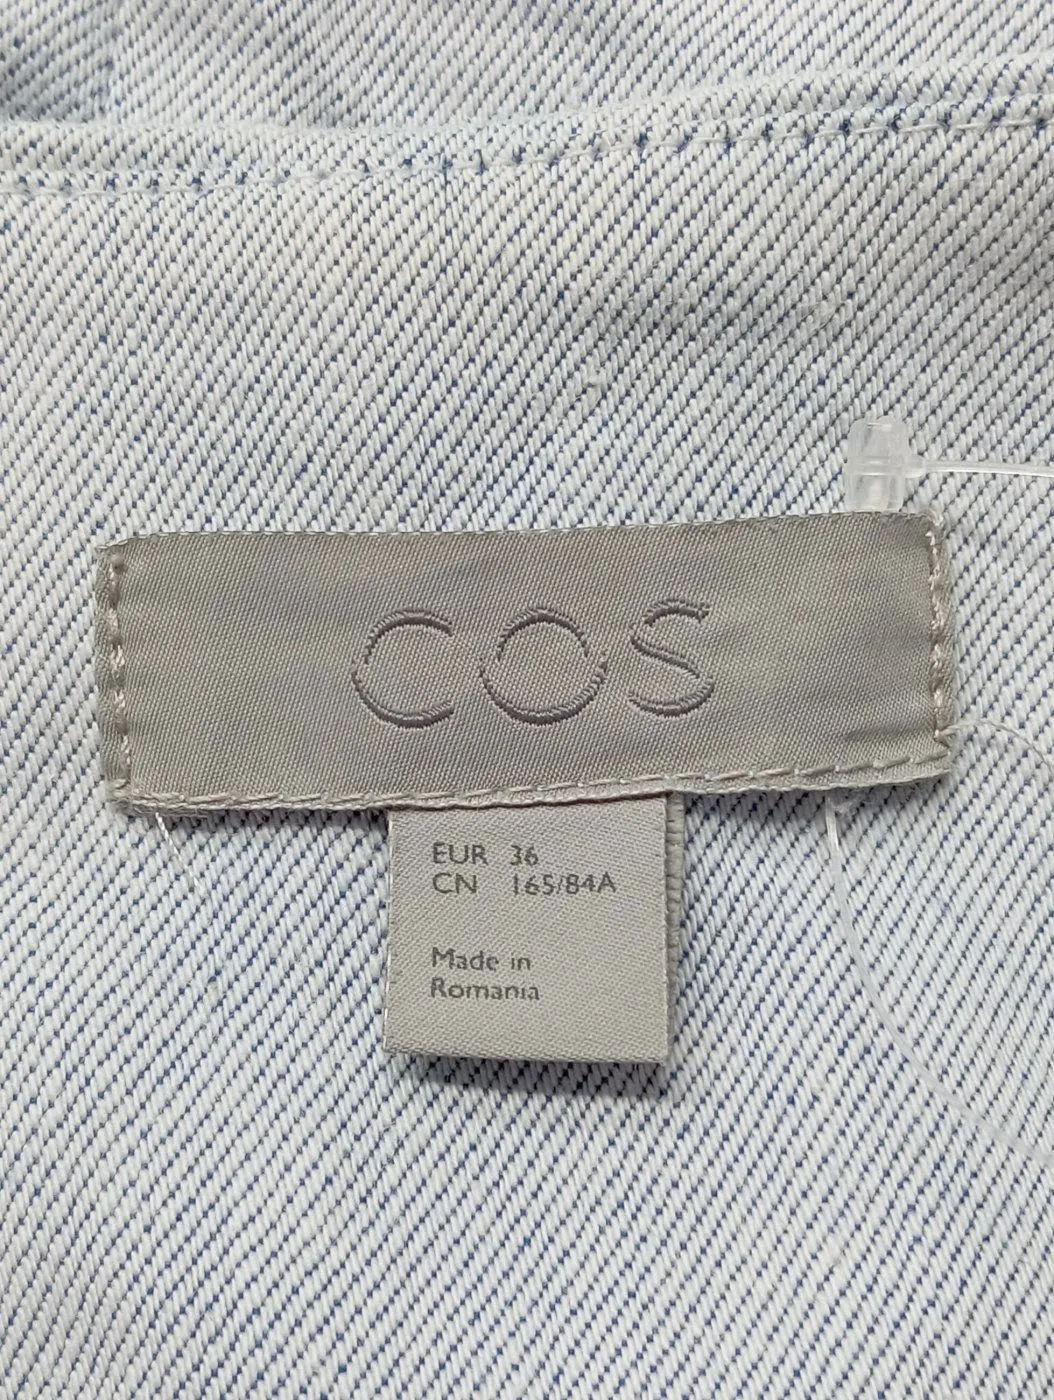 COS
EUR 36
CN 165/84A
Made in
Romania